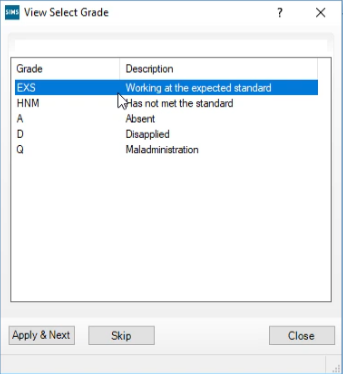 SIMS View Select Grade ? ×
Grade Description
EXS Working at the expected standard
HNM Has not met the standard
A Absent
D Disapplied
Q Maladministration
Apply & Next Skip Close